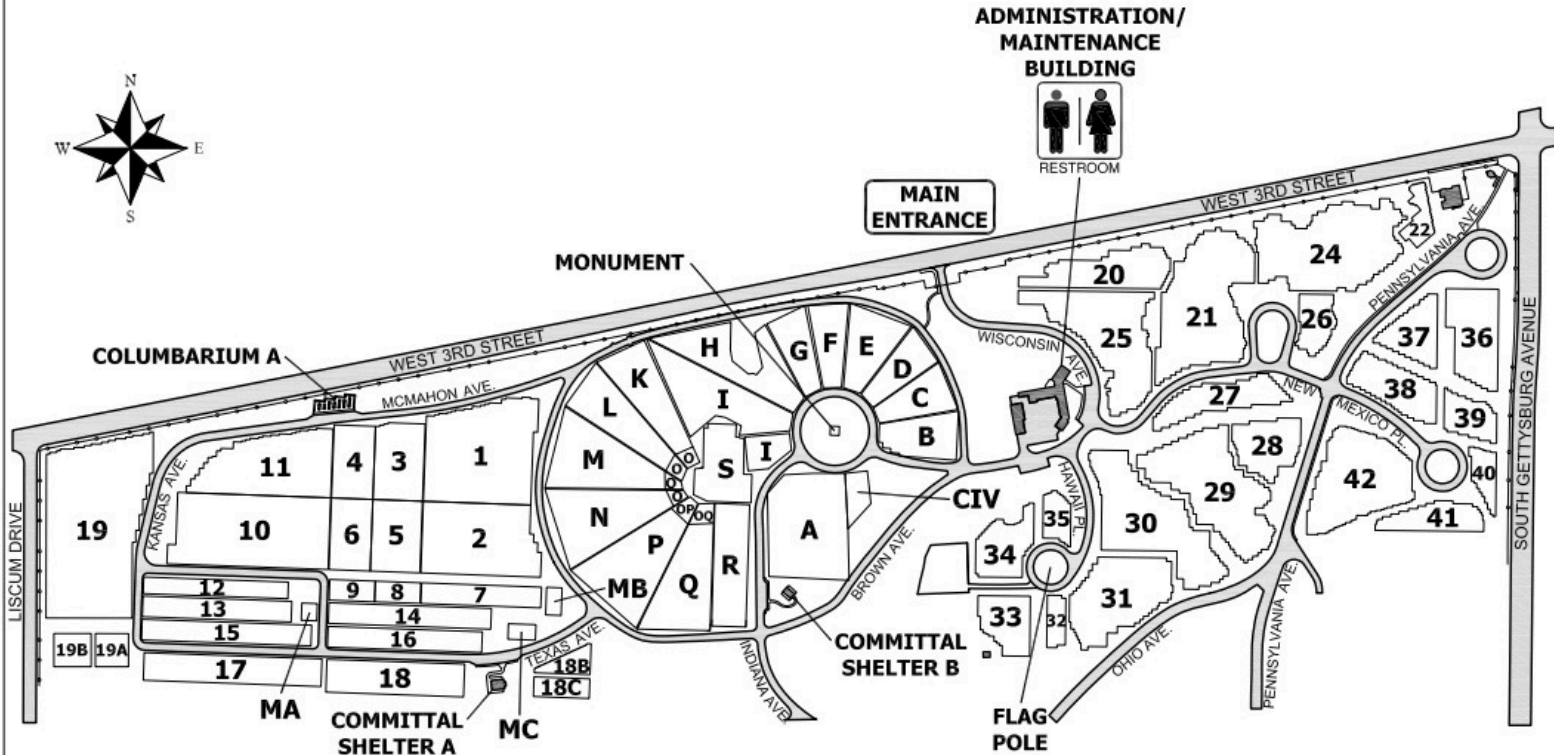 ADMINISTRATION/
MAINTENANCE
BUILDING
RESTROOM
N
W
E
S
MAIN
ENTRANCE
WEST 3RD STREET
MONUMENT
COLUMBARIUM A
WEST 3RD STREET
MCMAHON AVE.
PENNSYLVANIA AVE.
WISCONSIN AVE.
NEW MEXICO PL.
HAWAII PL.
SOUTH GETTYSBURG AVENUE
LISCUM DRIVE
KANSAS AVE.
BROWN AVE.
TEXAS AVE.
INDIANA AVE.
OHIO AVE.
PENNSYLVANIA AVE.
22
24
20
21
25
26
37
36
38
39
27
28
29
30
42
40
41
35
34
33
32
31
H
G
F
E
D
C
B
K
I
L
I
M
S
N
O
O
O
O
OP
OQ
P
Q
R
A
CIV
11
4
3
1
19
10
6
5
2
12
9
8
7
MB
13
14
15
16
19B
19A
17
18
18B
18C
MA
MC
COMMITTAL
SHELTER A
COMMITTAL
SHELTER B
FLAG
POLE